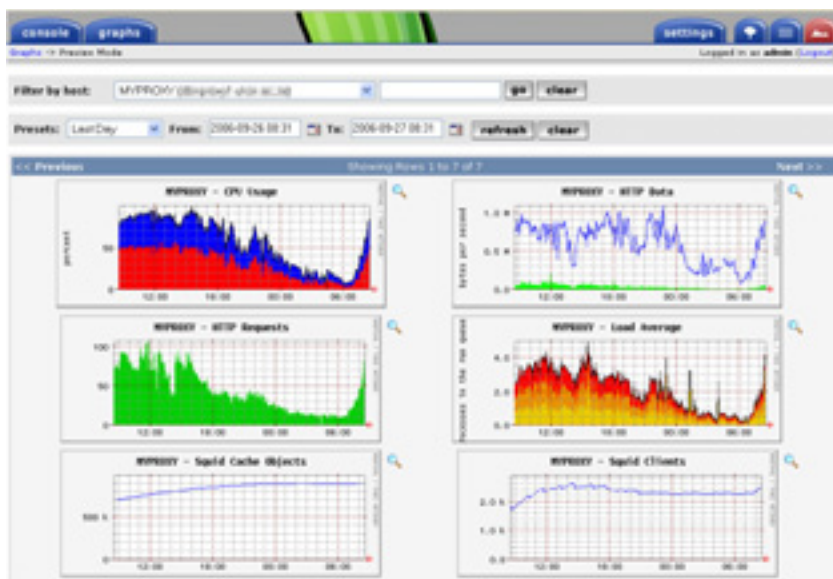 console graphs settings
Graphs -> Preview Mode Logged in as admin (Logout)
Filter by host: MYPROXY go clear
Presets: Last Day From: 2006-09-26 08:31 To: 2006-09-27 08:31 refresh clear
<< Previous Showing Rows 1 to 7 of 7 Next >>
MYPROXY - CPU Usage
percent
50
0
12:00 18:00 00:00 06:00
MYPROXY - HTTP Data
bytes per second
1.0 M
0.5 M
0.0
12:00 18:00 00:00 06:00
MYPROXY - HTTP Requests
100
50
0
12:00 18:00 00:00 06:00
MYPROXY - Load Average
processes in the run queue
4.0
2.0
0.0
12:00 18:00 00:00 06:00
MYPROXY - Squid Cache Objects
500 k
0
12:00 18:00 00:00 06:00
MYPROXY - Squid Clients
2.0 k
1.0 k
0.0
12:00 18:00 00:00 06:00